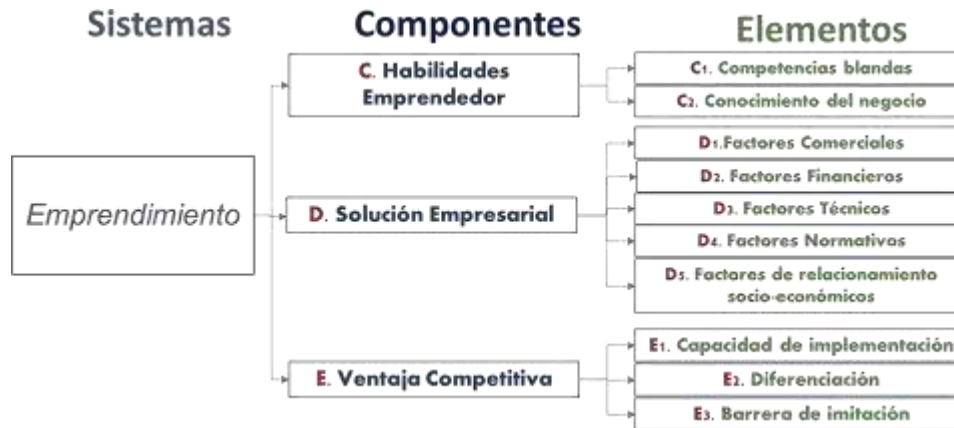 Sistemas
Componentes
Elementos
Emprendimiento
C. Habilidades
Emprendedor
C1. Competencias blandas
C2. Conocimiento del negocio
D. Solución Empresarial
D1.Factores Comerciales
D2. Factores Financieros
D3. Factores Técnicos
D4. Factores Normativos
D5. Factores de relacionamiento
socio-económicos
E. Ventaja Competitiva
E1. Capacidad de implementación
E2. Diferenciación
E3. Barrera de imitación